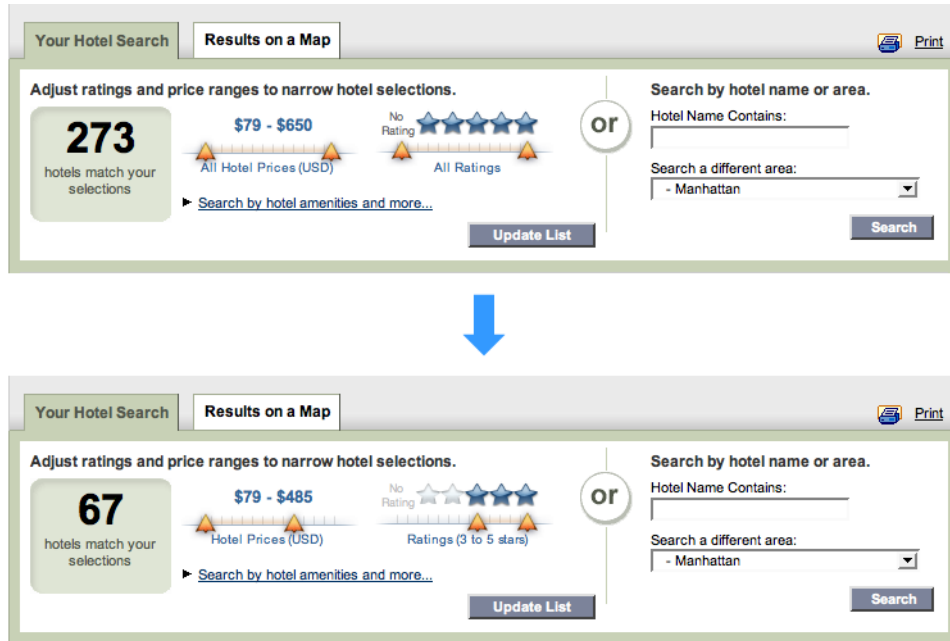 Your Hotel Search
Results on a Map
Print
Adjust ratings and price ranges to narrow hotel selections.
273
hotels match your
selections
$79 - $650
All Hotel Prices (USD)
No
Rating
All Ratings
Search by hotel amenities and more...
Update List
or
Search by hotel name or area.
Hotel Name Contains:
Search a different area:
- Manhattan
Search
Your Hotel Search
Results on a Map
Print
Adjust ratings and price ranges to narrow hotel selections.
67
hotels match your
selections
$79 - $485
Hotel Prices (USD)
No
Rating
Ratings (3 to 5 stars)
Search by hotel amenities and more...
Update List
or
Search by hotel name or area.
Hotel Name Contains:
Search a different area:
- Manhattan
Search